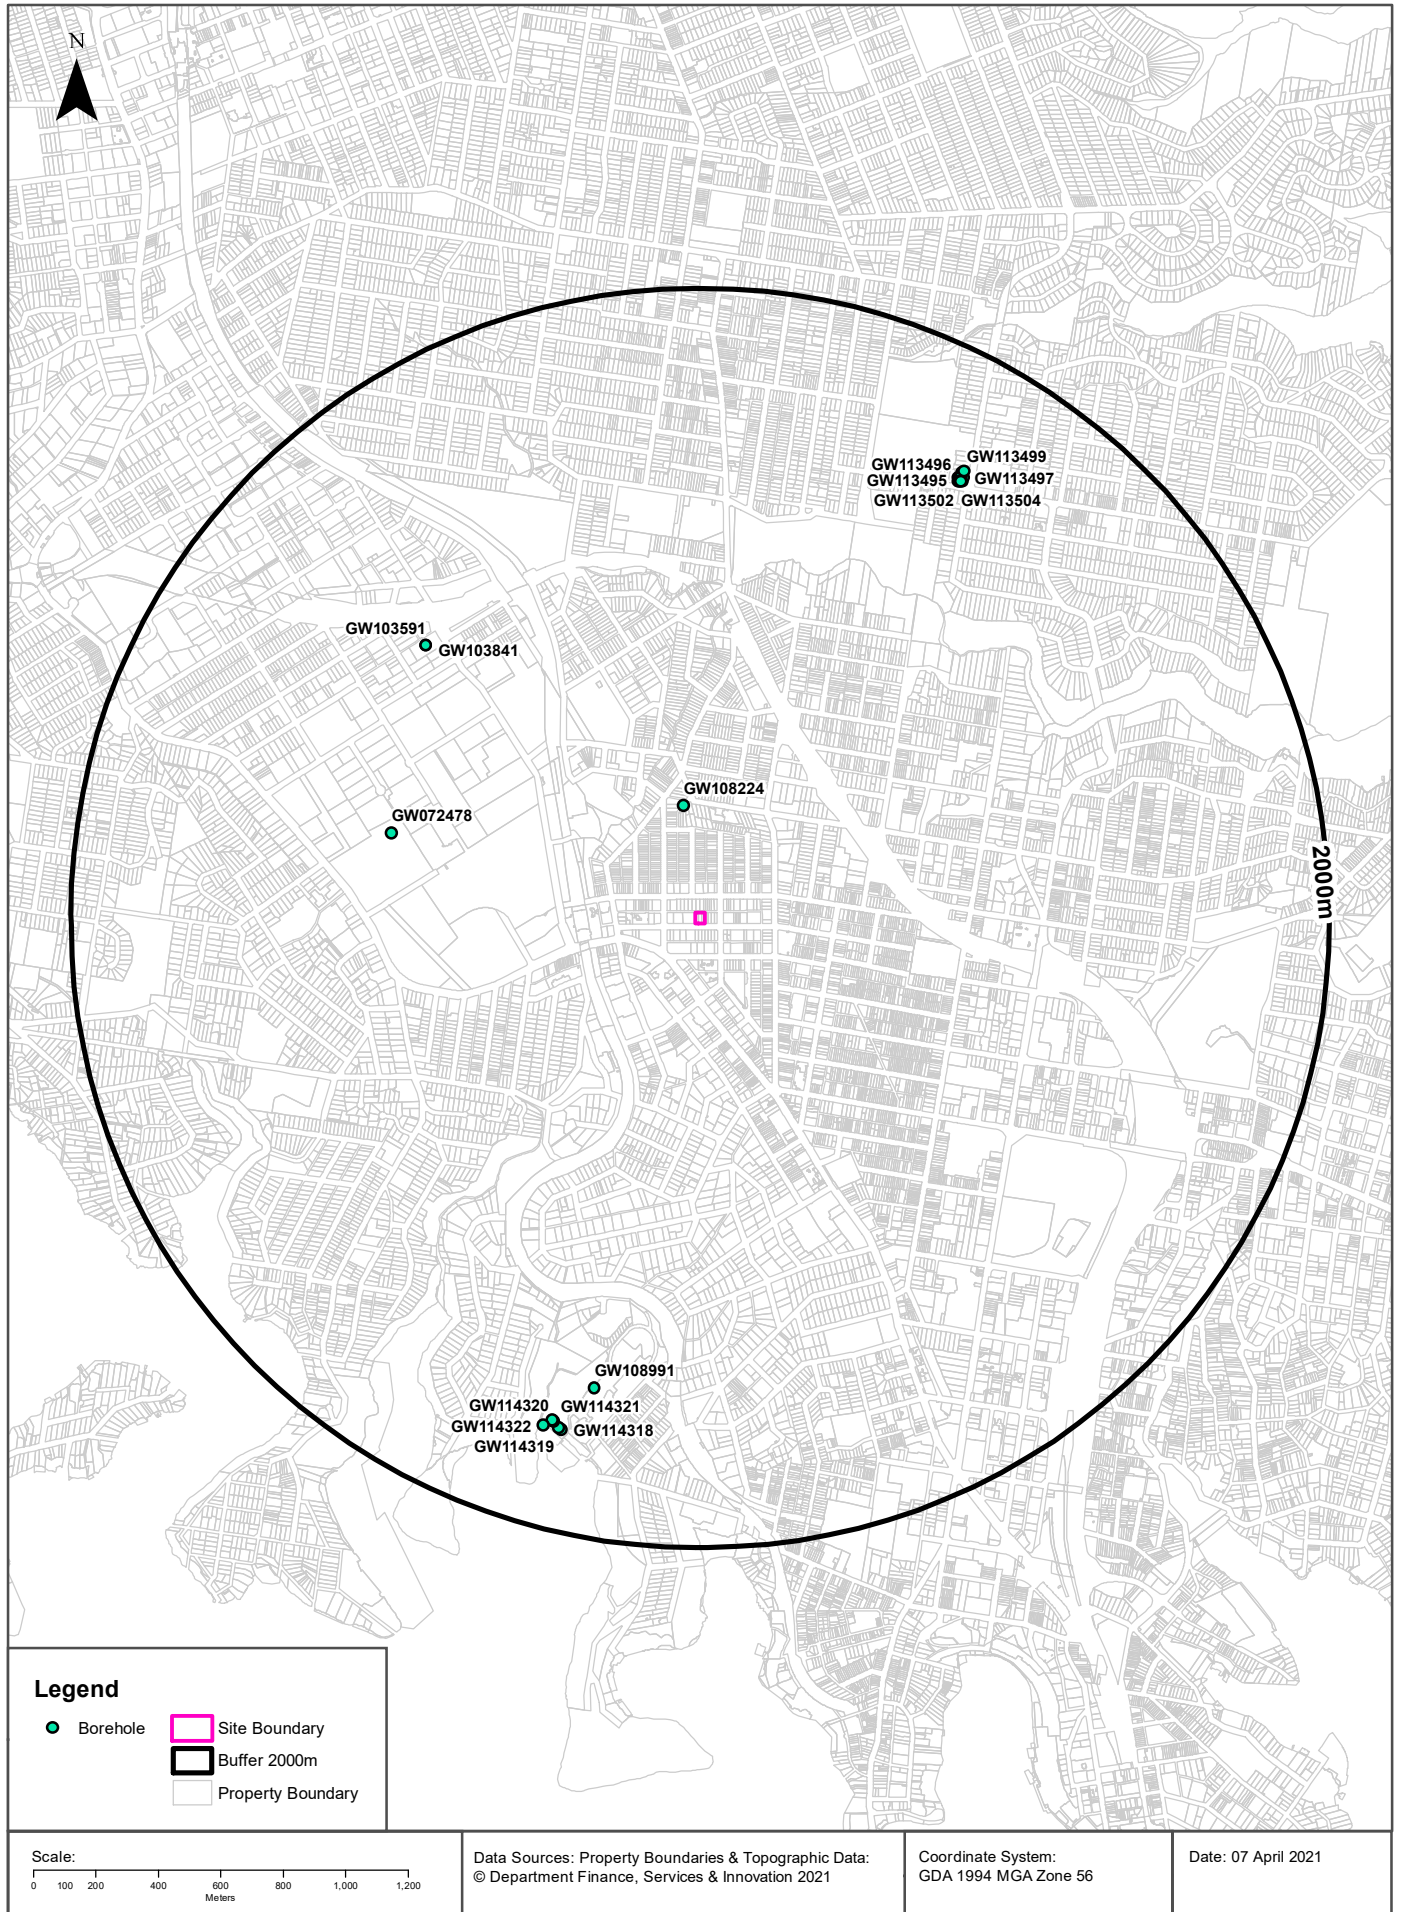 N
GW113499
GW113496
GW113497
GW113495
GW113502 GW113504
GW103591
GW103841
GW108224
GW072478
2000m
GW108991
GW114320 GW114321
GW114322 GW114318
GW114319
Legend
Borehole
Site Boundary
Buffer 2000m
Property Boundary
Scale:
0 100 200 400 600 800 1,000 1,200
Meters
Data Sources: Property Boundaries & Topographic Data:
© Department Finance, Services & Innovation 2021
Coordinate System:
GDA 1994 MGA Zone 56
Date: 07 April 2021